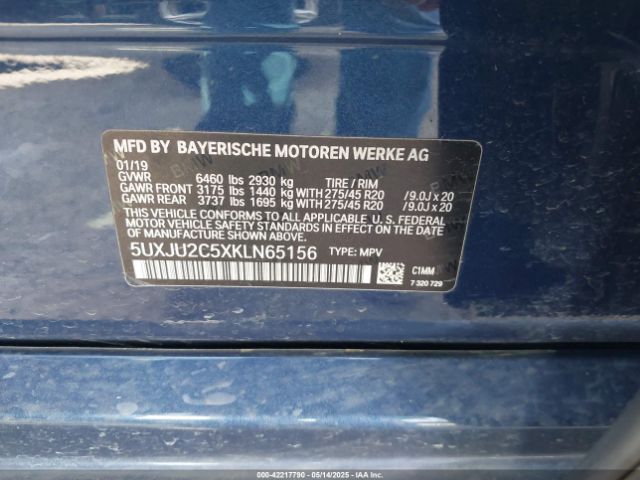 MFD BY BAYERISCHE MOTOREN WERKE AG
01/19
GVWR 6460 lbs 2930 kg TIRE / RIM
GAWR FRONT 3175 lbs 1440 kg WITH 275/45 R20 /9.0J x 20
GAWR REAR 3737 lbs 1695 kg WITH 275/45 R20 /9.0J x 20
THIS VEHICLE CONFORMS TO ALL APPLICABLE U.S. FEDERAL
MOTOR VEHICLE SAFETY STANDARDS IN EFFECT ON THE DATE OF
MANUFACTURE SHOWN ABOVE.
5UXJU2C5XKLN65156 TYPE: MPV
C1MM
7 320 729
000-42217790 - 05/14/2025 - IAAI.COM